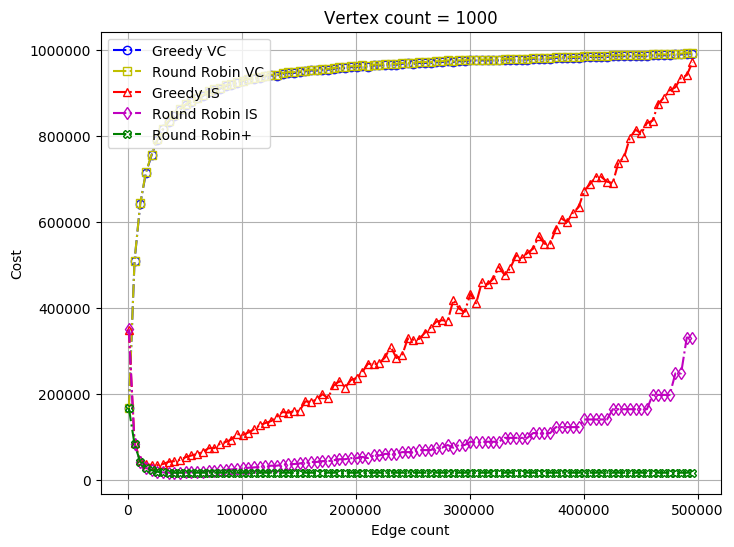 Vertex count = 1000
Greedy VC
Round Robin VC
Greedy IS
Round Robin IS
Round Robin+
1000000
800000
600000
400000
200000
0
Cost
0 100000 200000 300000 400000 500000
Edge count